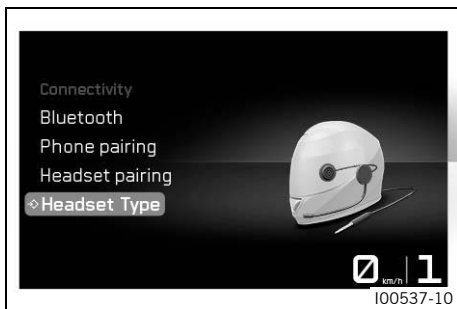 Connectivity
Bluetooth
Phone pairing
Headset pairing
Headset Type
0 km/h 1
I00537-10